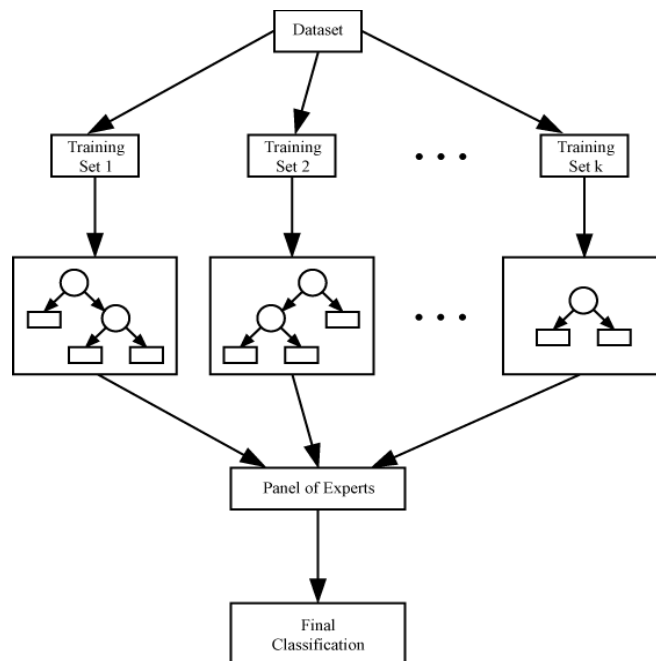 Dataset
Training
Set 1
Training
Set 2
Training
Set k
Panel of Experts
Final
Classification